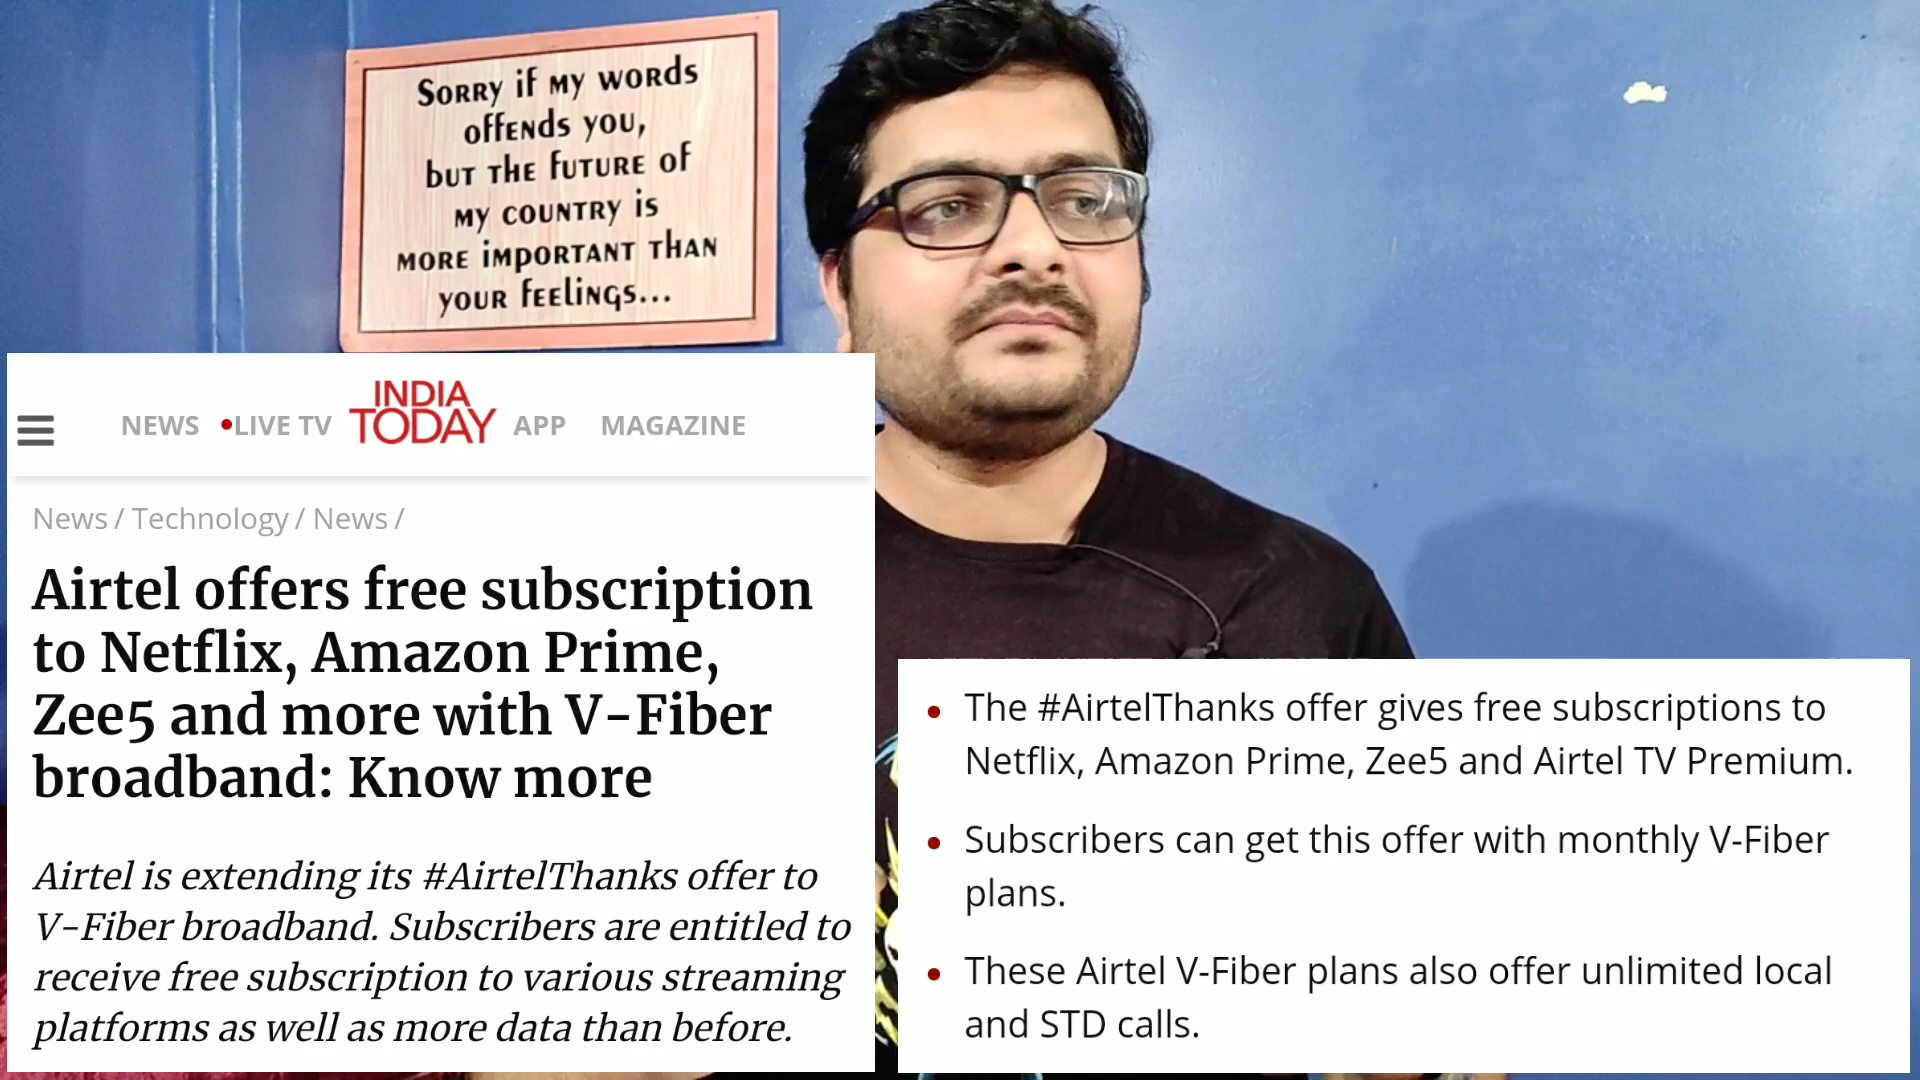 Sorry if my words
offends you,
but the future of
my country is
more important than
your feelings...
NEWS •LIVE TV INDIA TODAY APP MAGAZINE
News / Technology / News /
Airtel offers free subscription
to Netflix, Amazon Prime,
Zee5 and more with V-Fiber
broadband: Know more
Airtel is extending its #AirtelThanks offer to
V-Fiber broadband. Subscribers are entitled to
receive free subscription to various streaming
platforms as well as more data than before.
• The #AirtelThanks offer gives free subscriptions to
Netflix, Amazon Prime, Zee5 and Airtel TV Premium.
• Subscribers can get this offer with monthly V-Fiber
plans.
• These Airtel V-Fiber plans also offer unlimited local
and STD calls.